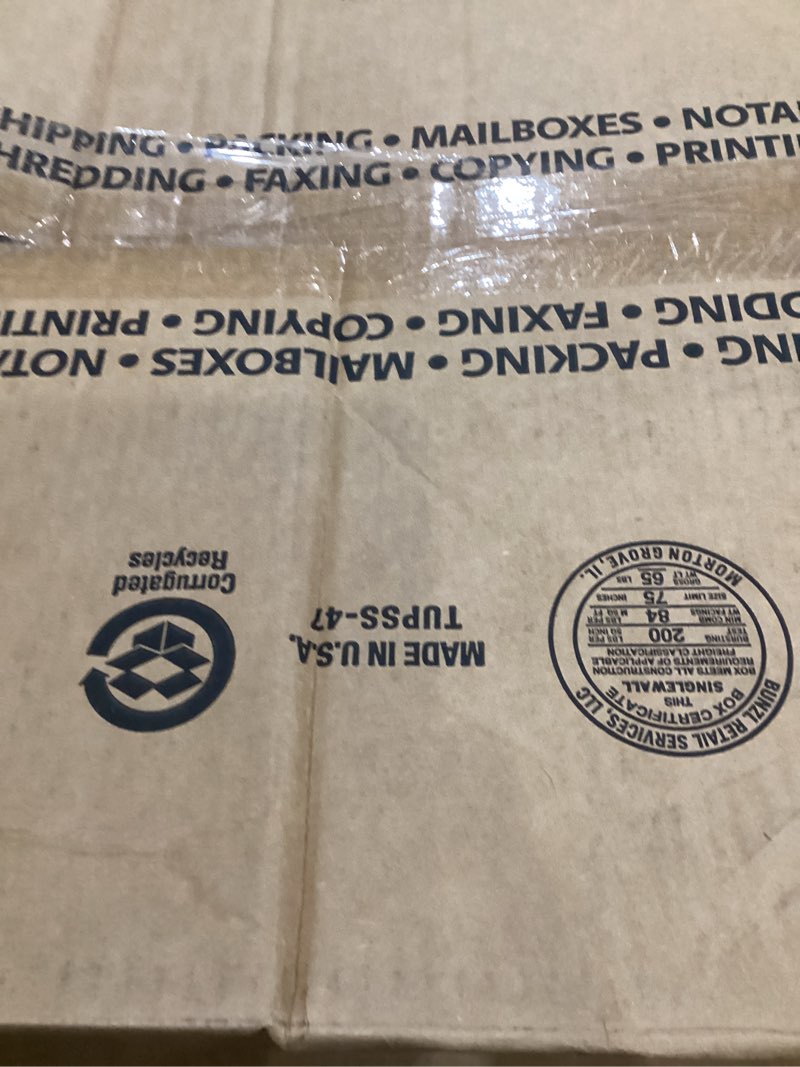 HIPPING • PACKING • MAILBOXES • NOTA
HREDDING • FAXING • COPYING • PRINTI
DDING • FAXING • COPYING • PRINTI
NG • PACKING • MAILBOXES • NOTA
Corrugated
Recycles
MADE IN U.S.A.
TUPSS-47
BUNZL RETAIL SERVICES, LLC
BOX CERTIFICATE
THIS
SINGLEWALL
BOX MEETS ALL CONSTRUCTION
REQUIREMENTS OF APPLICABLE
FREIGHT CLASSIFICATION
BURSTING TEST 200 LBS PER SQ INCH
MIN COMB WT FACINGS 84 LBS PER M SQ FT
SIZE LIMIT 75 INCHES
GROSS WT LT 65 LBS
MORTON GROVE, IL.